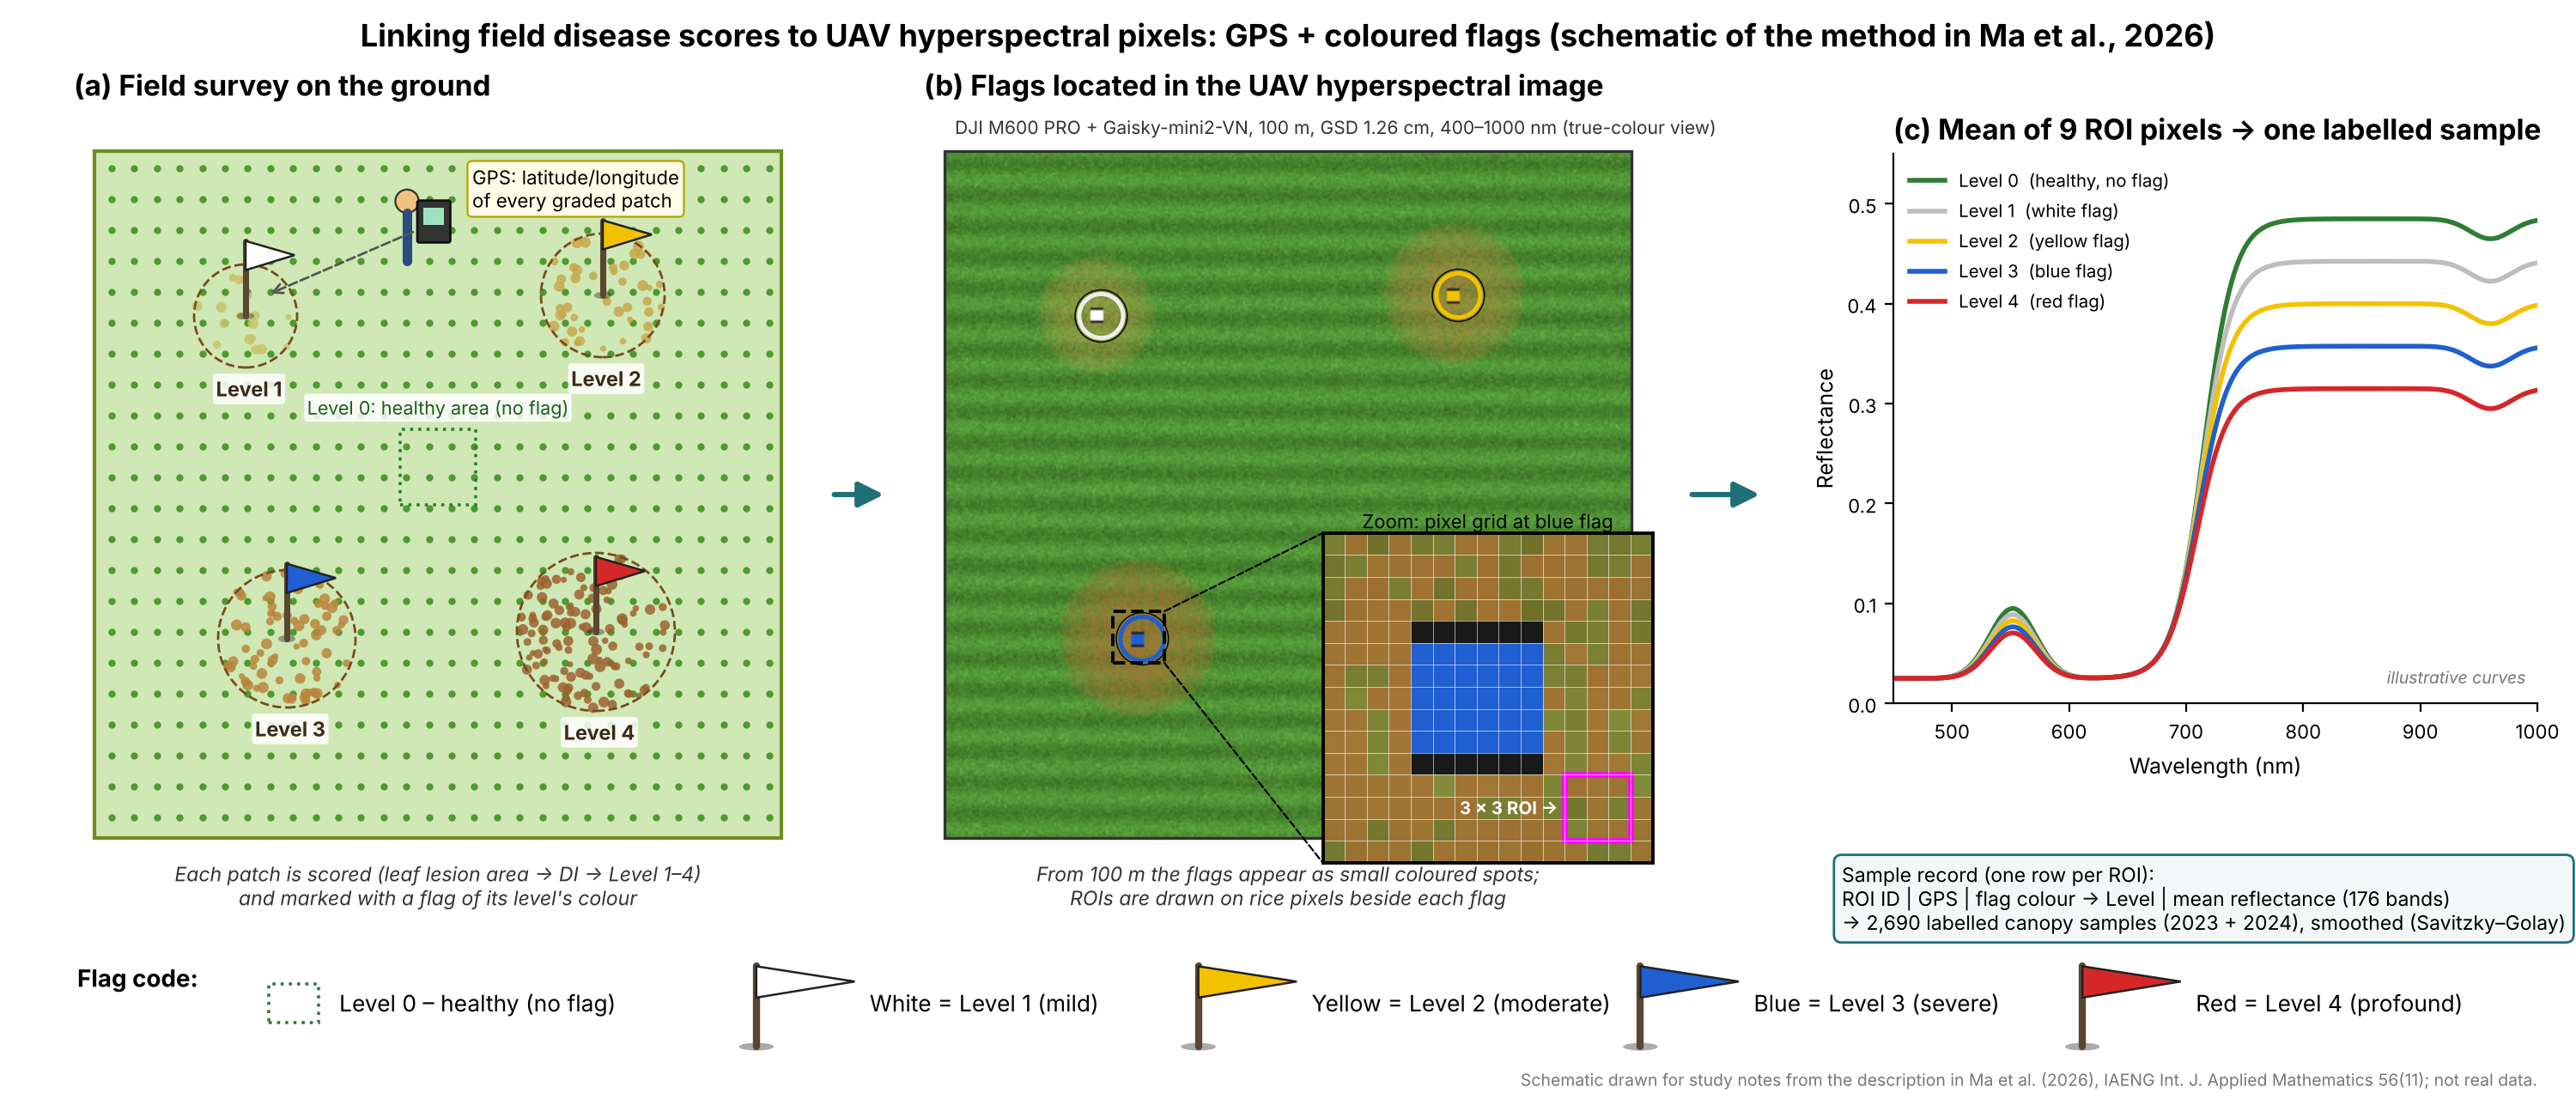 Linking field disease scores to UAV hyperspectral pixels: GPS + coloured flags (schematic of the method in Ma et al., 2026)
(a) Field survey on the ground
GPS: latitude/longitude
of every graded patch
Level 1
Level 2
Level 0: healthy area (no flag)
Level 3
Level 4
Each patch is scored (leaf lesion area → DI → Level 1–4)
and marked with a flag of its level's colour
(b) Flags located in the UAV hyperspectral image
DJI M600 PRO + Gaisky-mini2-VN, 100 m, GSD 1.26 cm, 400–1000 nm (true-colour view)
Zoom: pixel grid at blue flag
3 × 3 ROI →
From 100 m the flags appear as small coloured spots;
ROIs are drawn on rice pixels beside each flag
(c) Mean of 9 ROI pixels → one labelled sample
Level 0 (healthy, no flag)
Level 1 (white flag)
Level 2 (yellow flag)
Level 3 (blue flag)
Level 4 (red flag)
Reflectance
0.5
0.4
0.3
0.2
0.1
0.0
illustrative curves
500 600 700 800 900 1000
Wavelength (nm)
Sample record (one row per ROI):
ROI ID | GPS | flag colour → Level | mean reflectance (176 bands)
→ 2,690 labelled canopy samples (2023 + 2024), smoothed (Savitzky–Golay)
Flag code:
Level 0 – healthy (no flag)
White = Level 1 (mild)
Yellow = Level 2 (moderate)
Blue = Level 3 (severe)
Red = Level 4 (profound)
Schematic drawn for study notes from the description in Ma et al. (2026), IAENG Int. J. Applied Mathematics 56(11); not real data.